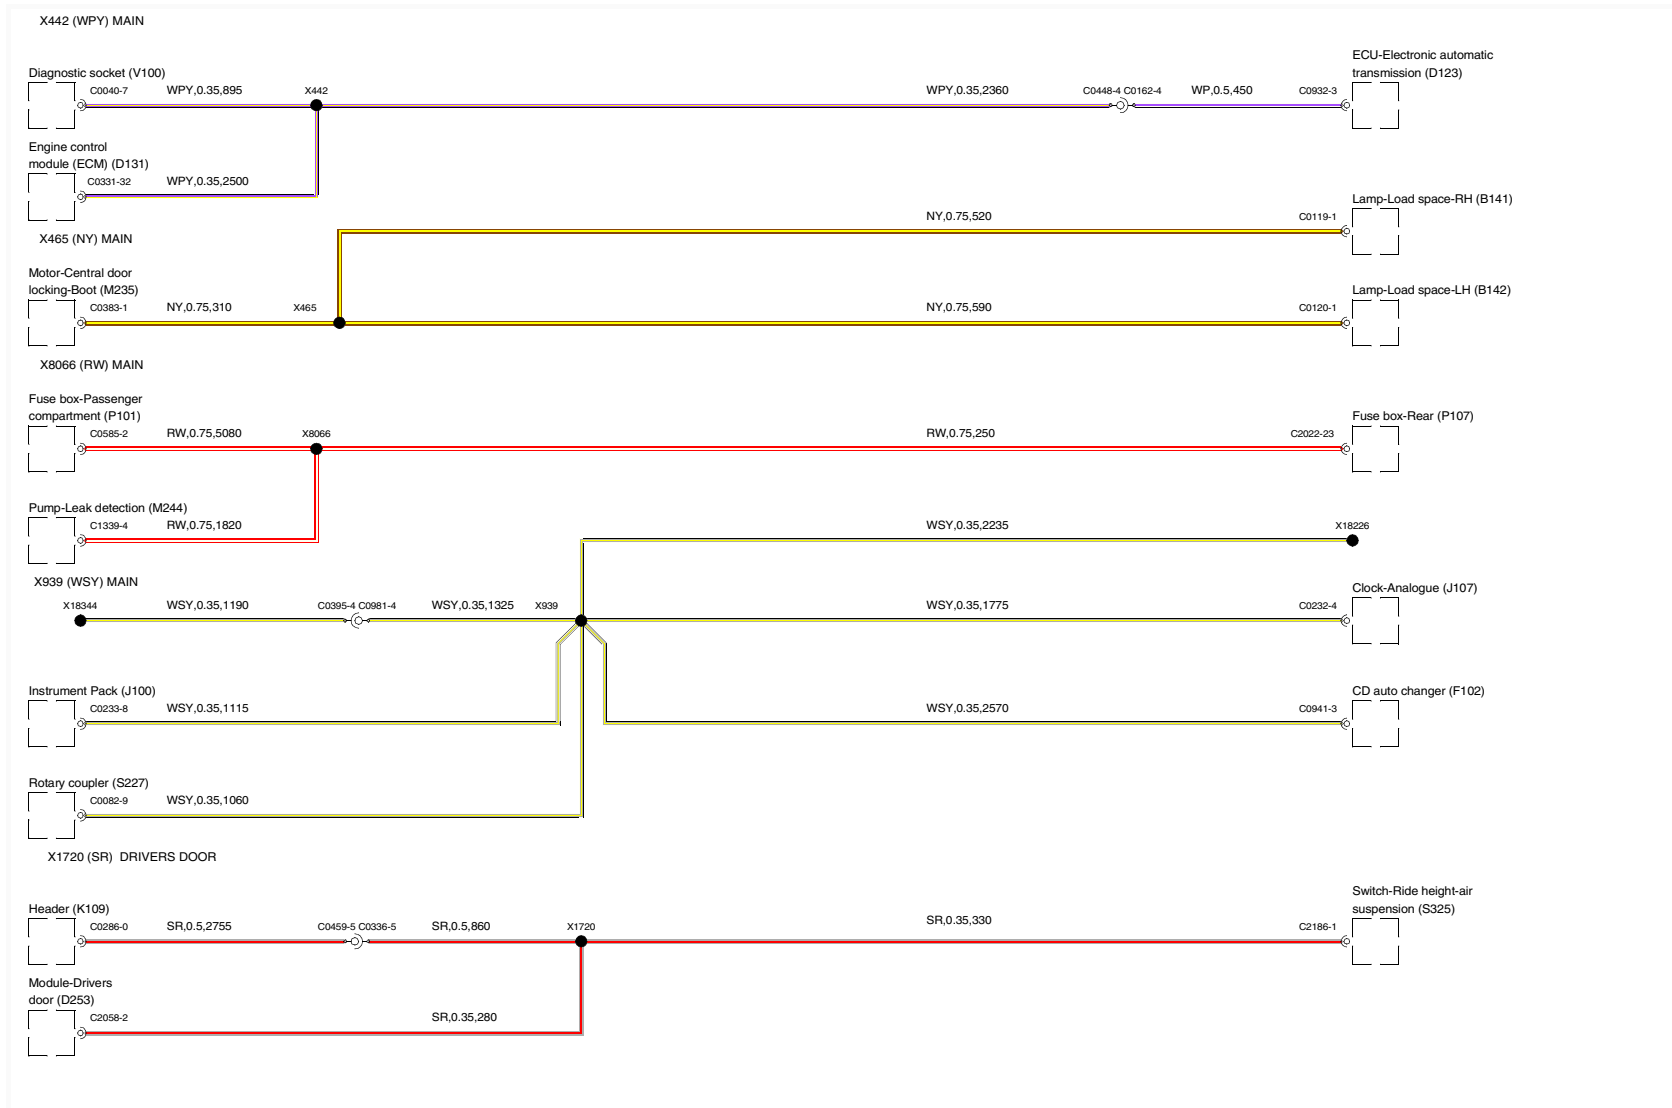 X442 (WPY) MAIN
ECU-Electronic automatic
transmission (D123)
Diagnostic socket (V100)
C0040-7 WPY,0.35,895 X442 WPY,0.35,2360 C0448-4 C0162-4 WP,0.5,450 C0932-3
Engine control
module (ECM) (D131)
C0331-32 WPY,0.35,2500
Lamp-Load space-RH (B141)
NY,0.75,520 C0119-1
X465 (NY) MAIN
Motor-Central door
locking-Boot (M235)
Lamp-Load space-LH (B142)
C0383-1 NY,0.75,310 X465 NY,0.75,590 C0120-1
X8066 (RW) MAIN
Fuse box-Passenger
compartment (P101)
Fuse box-Rear (P107)
C0585-2 RW,0.75,5080 X8066 RW,0.75,250 C2022-23
Pump-Leak detection (M244)
C1339-4 RW,0.75,1820 WSY,0.35,2235 X18226
X939 (WSY) MAIN
Clock-Analogue (J107)
X18344 WSY,0.35,1190 C0395-4 C0981-4 WSY,0.35,1325 X939 WSY,0.35,1775 C0232-4
Instrument Pack (J100) CD auto changer (F102)
C0233-8 WSY,0.35,1115 WSY,0.35,2570 C0941-3
Rotary coupler (S227)
C0082-9 WSY,0.35,1060
X1720 (SR) DRIVERS DOOR
Switch-Ride height-air
suspension (S325)
Header (K109)
C0286-0 SR,0.5,2755 C0459-5 C0336-5 SR,0.5,860 X1720 SR,0.35,330 C2186-1
Module-Drivers
door (D253)
C2058-2 SR,0.35,280